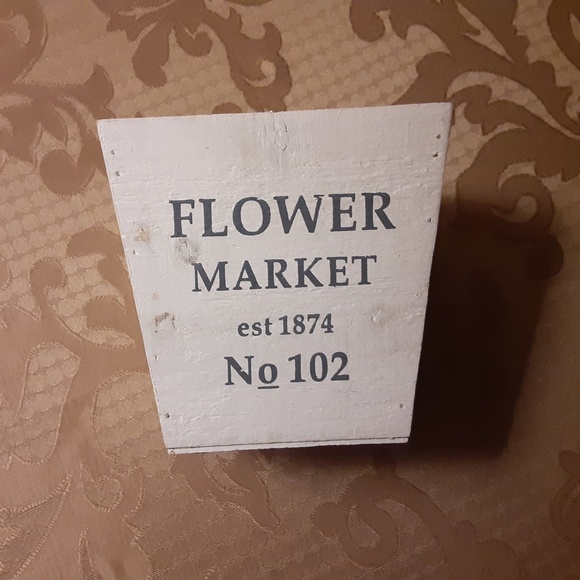 FLOWER
MARKET
est 1874
No 102